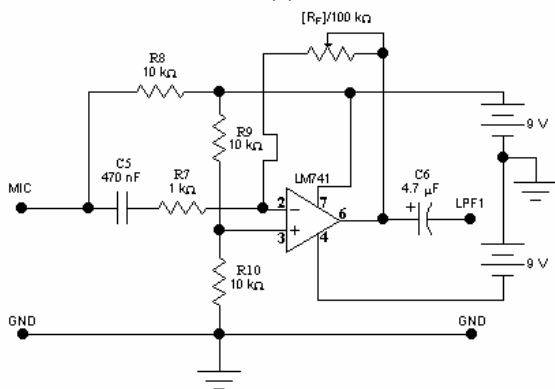 [RF]/100 kΩ
R8
10 kΩ
R9
10 kΩ
9 V
C5
470 nF
R7
1 kΩ
LM741
C6
4.7 µF
MIC
LPF1
2
7
6
3
4
−
+
+
R10
10 kΩ
9 V
GND
GND